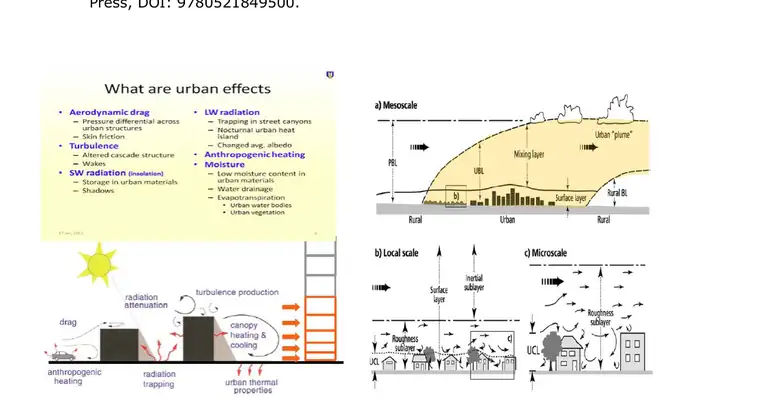 Press, DOI: 9780521849500.
What are urban effects
• Aerodynamic drag
– Pressure differential across
urban structures
– Skin friction
• Turbulence
– Altered cascade structure
– Wakes
• SW radiation (insolation)
– Storage in urban materials
– Shadows
• LW radiation
– Trapping in street canyons
– Nocturnal urban heat
island
– Changed avg. albedo
• Anthropogenic heating
• Moisture
– Low moisture content in
urban materials
– Water drainage
– Evapotranspiration
• Urban water bodies
• Urban vegetation
radiation
attenuation
turbulence production
drag
canopy
heating &
cooling
anthropogenic
heating
radiation
trapping
urban thermal
properties
a) Mesoscale
Urban "plume"
Mixing layer
PBL
UBL
b)
Surface layer
Rural BL
Rural
Urban
Rural
b) Local scale
Surface
layer
Inertial
sublayer
Roughness
sublayer
c)
UCL
c) Microscale
Roughness
sublayer
UCL